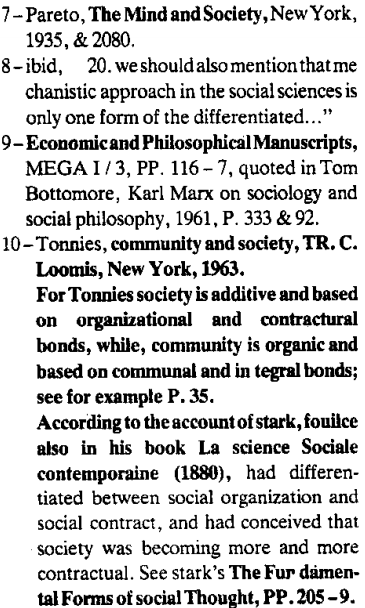 7–Pareto, The Mind and Society, New York,
1935, & 2080.
8–ibid, 20. we should also mention that me
chanistic approach in the social sciences is
only one form of the differentiated...”
9–Economic and Philosophical Manuscripts,
MEGA I / 3, PP. 116 – 7, quoted in Tom
Bottomore, Karl Marx on sociology and
social philosophy, 1961, P. 333 & 92.
10–Tonnies, community and society, TR. C.
Loomis, New York, 1963.
For Tonnies society is additive and based
on organizational and contractural
bonds, while, community is organic and
based on communal and in tegral bonds;
see for example P. 35.
According to the account of stark, fouilce
also in his book La science Sociale
contemporaine (1880), had differen-
tiated between social organization and
social contract, and had conceived that
society was becoming more and more
contractual. See stark's The Fur damen-
tal Forms of social Thought, PP. 205 – 9.